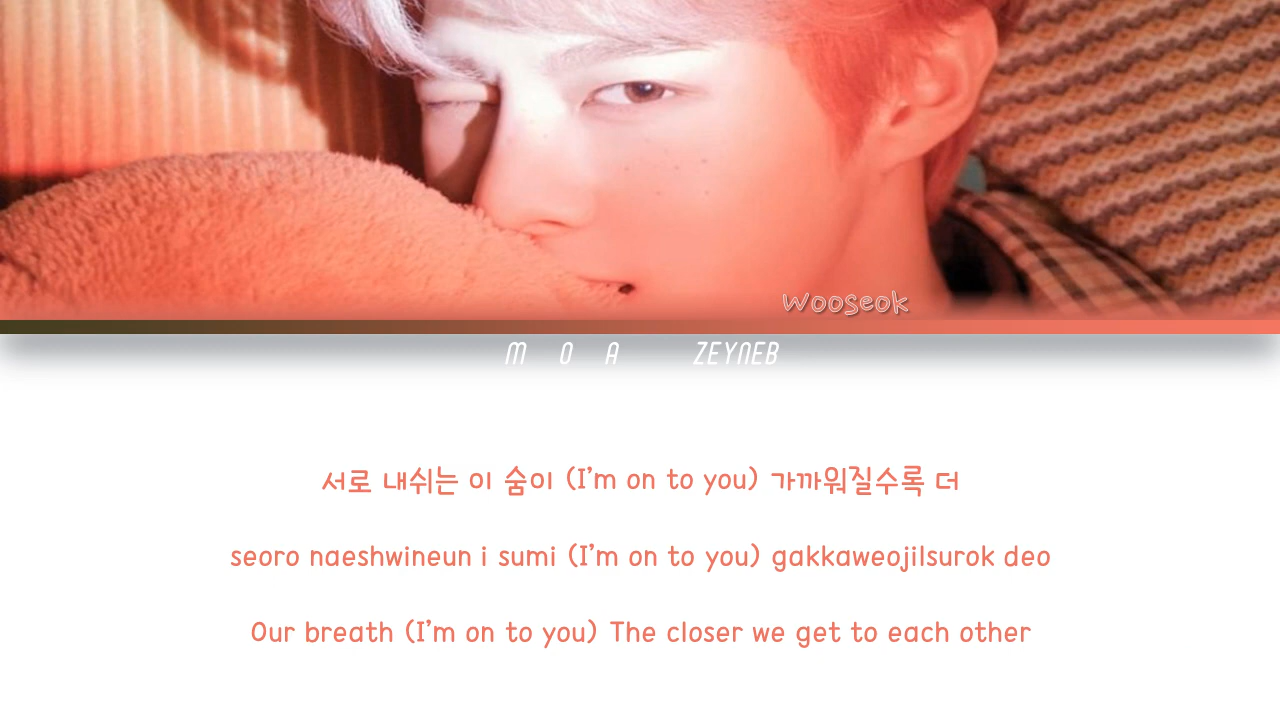 Wooseok
M O A ZEYNEB
서로 내쉬는 이 숨이 (I'm on to you) 가까워질수록 더
seoro naeshwineun i sumi (I'm on to you) gakkaweojilsurok deo
Our breath (I'm on to you) The closer we get to each other